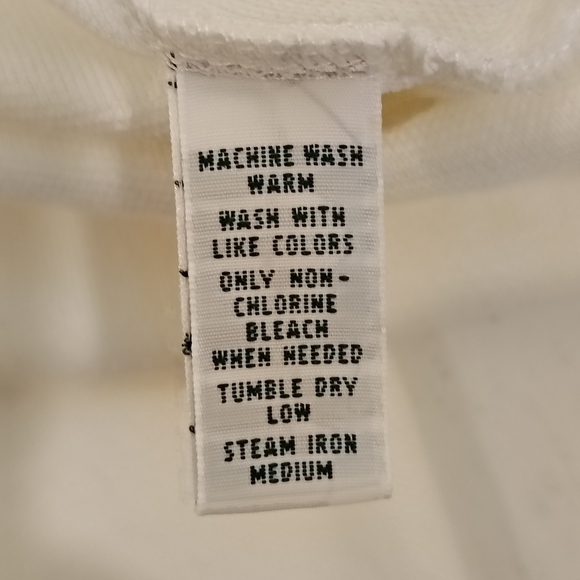 MACHINE WASH
WARM
WASH WITH
LIKE COLORS
ONLY NON-
CHLORINE
BLEACH
WHEN NEEDED
TUMBLE DRY
LOW
STEAM IRON
MEDIUM